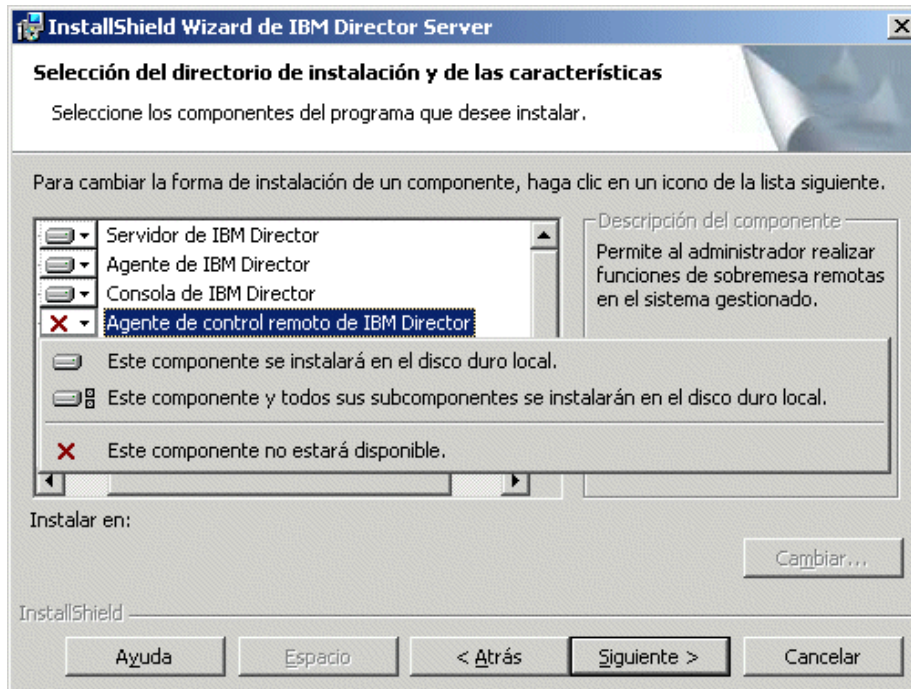 InstallShield Wizard de IBM Director Server
Selección del directorio de instalación y de las características
Seleccione los componentes del programa que desee instalar.
Para cambiar la forma de instalación de un componente, haga clic en un icono de la lista siguiente.
Servidor de IBM Director
Agente de IBM Director
Consola de IBM Director
Agente de control remoto de IBM Director
Descripción del componente
Permite al administrador realizar
funciones de sobremesa remotas
en el sistema gestionado.
Este componente se instalará en el disco duro local.
Este componente y todos sus subcomponentes se instalarán en el disco duro local.
Este componente no estará disponible.
Instalar en:
Cambiar...
InstallShield
Ayuda
Espacio
< Atrás
Siguiente >
Cancelar